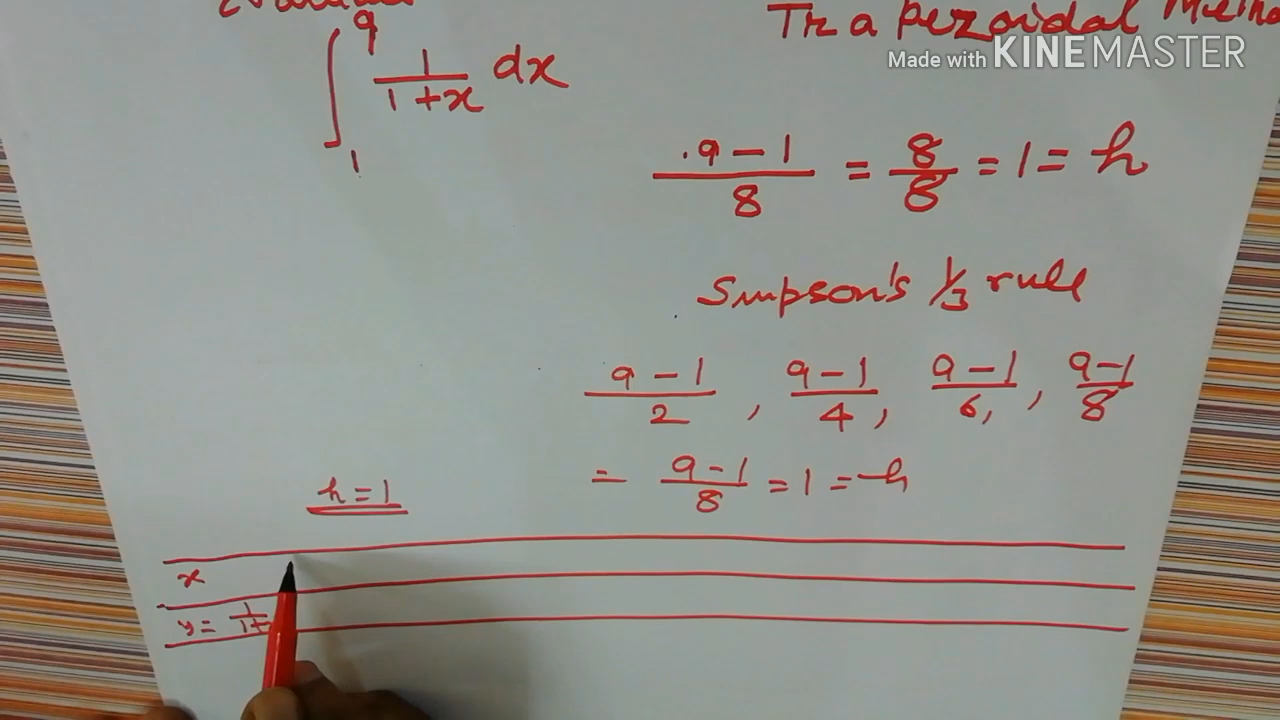 Trapezoidal
Made with KINEMASTER
∫₁⁹ 1/(1+x) dx
(9 − 1)/8 = 8/8 = 1 = h
Simpson's 1/3 rule
(9 − 1)/2 , (9 − 1)/4 , (9 − 1)/6 , (9 − 1)/8
= (9 − 1)/8 = 1 = h
h = 1
x
y = 1/1+